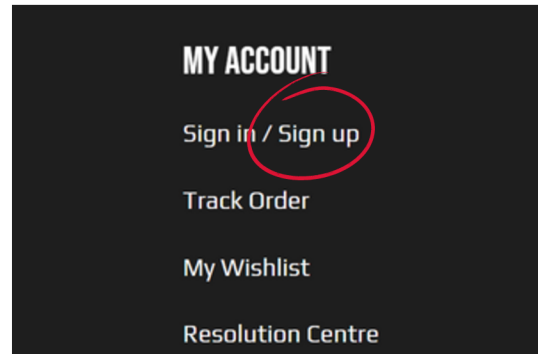 MY ACCOUNT
Sign in / Sign up
Track Order
My Wishlist
Resolution Centre